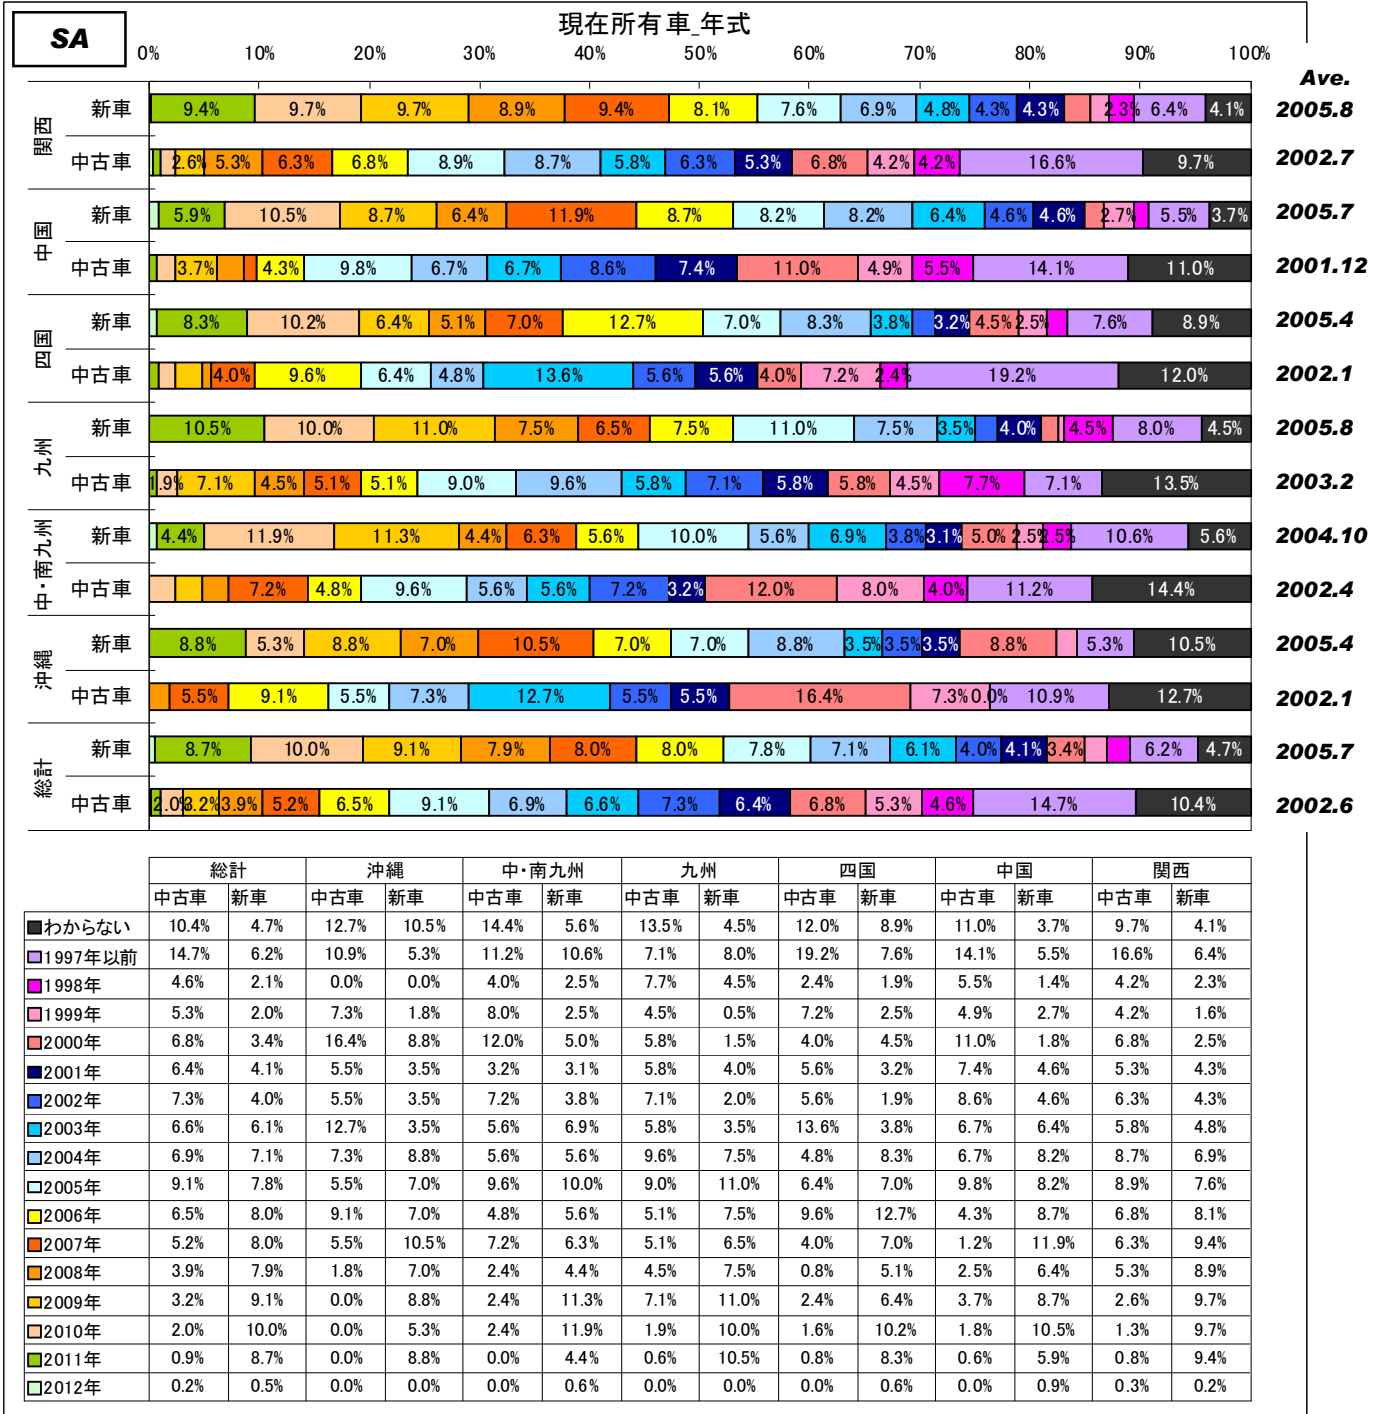 SA
現在所有車_年式
0% 10% 20% 30% 40% 50% 60% 70% 80% 90% 100%
Ave.
関西
新車 9.4% 9.7% 9.7% 8.9% 9.4% 8.1% 7.6% 6.9% 4.8% 4.3% 4.3% 2.3% 6.4% 4.1% 2005.8
中古車 2.6% 5.3% 6.3% 6.8% 8.9% 8.7% 5.8% 6.3% 5.3% 6.8% 4.2% 4.2% 16.6% 9.7% 2002.7
中国
新車 5.9% 10.5% 8.7% 6.4% 11.9% 8.7% 8.2% 8.2% 6.4% 4.6% 4.6% 2.7% 5.5% 3.7% 2005.7
中古車 3.7% 4.3% 9.8% 6.7% 6.7% 8.6% 7.4% 11.0% 4.9% 5.5% 14.1% 11.0% 2001.12
四国
新車 8.3% 10.2% 6.4% 5.1% 7.0% 12.7% 7.0% 8.3% 3.8% 3.2% 4.5% 2.5% 7.6% 8.9% 2005.4
中古車 4.0% 9.6% 6.4% 4.8% 13.6% 5.6% 5.6% 4.0% 7.2% 2.4% 19.2% 12.0% 2002.1
九州
新車 10.5% 10.0% 11.0% 7.5% 6.5% 7.5% 11.0% 7.5% 3.5% 4.0% 4.5% 8.0% 4.5% 2005.8
中古車 1.9% 7.1% 4.5% 5.1% 5.1% 9.0% 9.6% 5.8% 7.1% 5.8% 5.8% 4.5% 7.7% 7.1% 13.5% 2003.2
中・南九州
新車 4.4% 11.9% 11.3% 4.4% 6.3% 5.6% 10.0% 5.6% 6.9% 3.8% 3.1% 5.0% 2.5% 2.5% 10.6% 5.6% 2004.10
中古車 7.2% 4.8% 9.6% 5.6% 5.6% 7.2% 3.2% 12.0% 8.0% 4.0% 11.2% 14.4% 2002.4
沖縄
新車 8.8% 5.3% 8.8% 7.0% 10.5% 7.0% 7.0% 8.8% 3.5% 3.5% 3.5% 8.8% 5.3% 10.5% 2005.4
中古車 5.5% 9.1% 5.5% 7.3% 12.7% 5.5% 5.5% 16.4% 7.3% 0.0% 10.9% 12.7% 2002.1
総計
新車 8.7% 10.0% 9.1% 7.9% 8.0% 8.0% 7.8% 7.1% 6.1% 4.0% 4.1% 3.4% 6.2% 4.7% 2005.7
中古車 2.0% 3.2% 3.9% 5.2% 6.5% 9.1% 6.9% 6.6% 7.3% 6.4% 6.8% 5.3% 4.6% 14.7% 10.4% 2002.6
総計 沖縄 中・南九州 九州 四国 中国 関西
中古車 新車 中古車 新車 中古車 新車 中古車 新車 中古車 新車 中古車 新車 中古車 新車
わからない 10.4% 4.7% 12.7% 10.5% 14.4% 5.6% 13.5% 4.5% 12.0% 8.9% 11.0% 3.7% 9.7% 4.1%
1997年以前 14.7% 6.2% 10.9% 5.3% 11.2% 10.6% 7.1% 8.0% 19.2% 7.6% 14.1% 5.5% 16.6% 6.4%
1998年 4.6% 2.1% 0.0% 0.0% 4.0% 2.5% 7.7% 4.5% 2.4% 1.9% 5.5% 1.4% 4.2% 2.3%
1999年 5.3% 2.0% 7.3% 1.8% 8.0% 2.5% 4.5% 0.5% 7.2% 2.5% 4.9% 2.7% 4.2% 1.6%
2000年 6.8% 3.4% 16.4% 8.8% 12.0% 5.0% 5.8% 1.5% 4.0% 4.5% 11.0% 1.8% 6.8% 2.5%
2001年 6.4% 4.1% 5.5% 3.5% 3.2% 3.1% 5.8% 4.0% 5.6% 3.2% 7.4% 4.6% 5.3% 4.3%
2002年 7.3% 4.0% 5.5% 3.5% 7.2% 3.8% 7.1% 2.0% 5.6% 1.9% 8.6% 4.6% 6.3% 4.3%
2003年 6.6% 6.1% 12.7% 3.5% 5.6% 6.9% 5.8% 3.5% 13.6% 3.8% 6.7% 6.4% 5.8% 4.8%
2004年 6.9% 7.1% 7.3% 8.8% 5.6% 5.6% 9.6% 7.5% 4.8% 8.3% 6.7% 8.2% 8.7% 6.9%
2005年 9.1% 7.8% 5.5% 7.0% 9.6% 10.0% 9.0% 11.0% 6.4% 7.0% 9.8% 8.2% 8.9% 7.6%
2006年 6.5% 8.0% 9.1% 7.0% 4.8% 5.6% 5.1% 7.5% 9.6% 12.7% 4.3% 8.7% 6.8% 8.1%
2007年 5.2% 8.0% 5.5% 10.5% 7.2% 6.3% 5.1% 6.5% 4.0% 7.0% 1.2% 11.9% 6.3% 9.4%
2008年 3.9% 7.9% 1.8% 7.0% 2.4% 4.4% 4.5% 7.5% 0.8% 5.1% 2.5% 6.4% 5.3% 8.9%
2009年 3.2% 9.1% 0.0% 8.8% 2.4% 11.3% 7.1% 11.0% 2.4% 6.4% 3.7% 8.7% 2.6% 9.7%
2010年 2.0% 10.0% 0.0% 5.3% 2.4% 11.9% 1.9% 10.0% 1.6% 10.2% 1.8% 10.5% 1.3% 9.7%
2011年 0.9% 8.7% 0.0% 8.8% 0.0% 4.4% 0.6% 10.5% 0.8% 8.3% 0.6% 5.9% 0.8% 9.4%
2012年 0.2% 0.5% 0.0% 0.0% 0.0% 0.6% 0.0% 0.0% 0.0% 0.6% 0.0% 0.9% 0.3% 0.2%